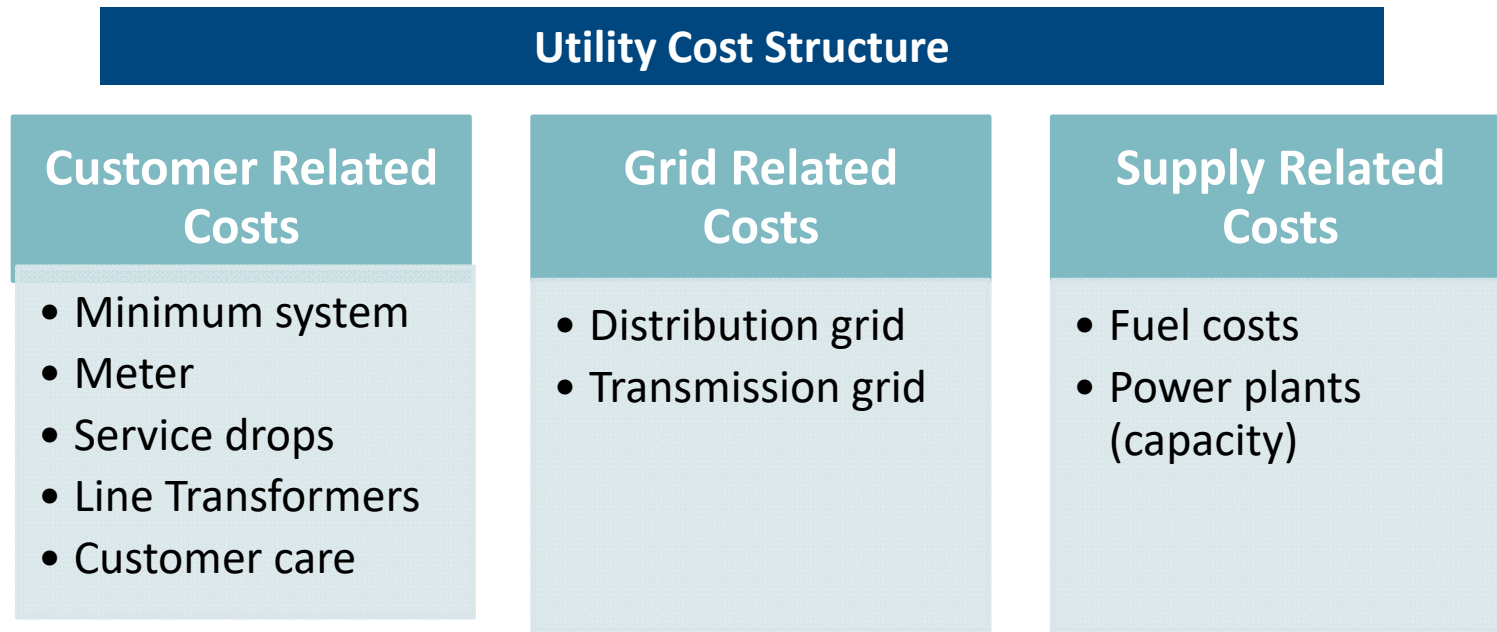 Utility Cost Structure
Customer Related
Costs
• Minimum system
• Meter
• Service drops
• Line Transformers
• Customer care
Grid Related
Costs
• Distribution grid
• Transmission grid
Supply Related
Costs
• Fuel costs
• Power plants
(capacity)